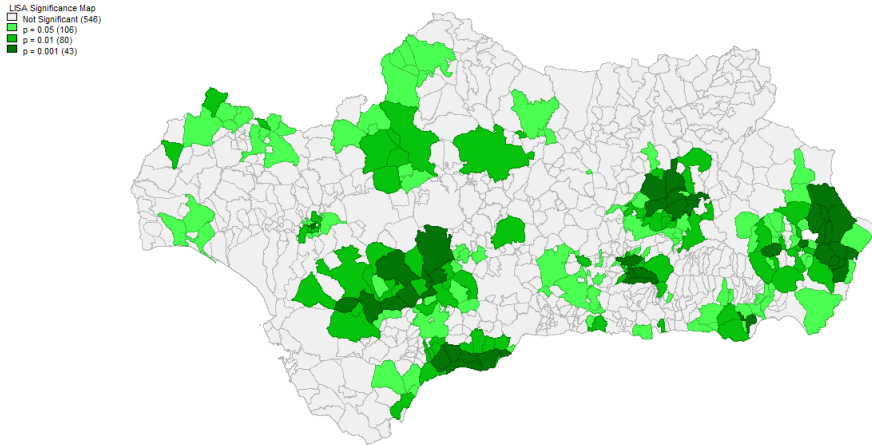 LISA Significance Map
Not Significant (546)
p = 0.05 (106)
p = 0.01 (80)
p = 0.001 (43)